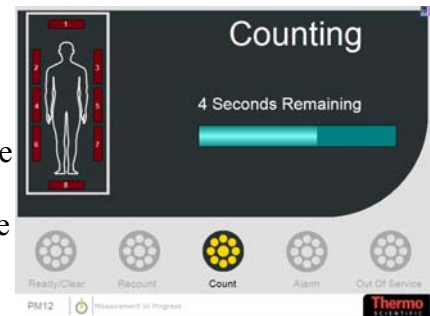 1
Counting
2
3
4 Seconds Remaining
4
5
6
7
e
8
e
Ready/Clear
Recount
Count
Alarm
Out Of Service
PM12
Measurement In Progress
Thermo
SCIENTIFIC